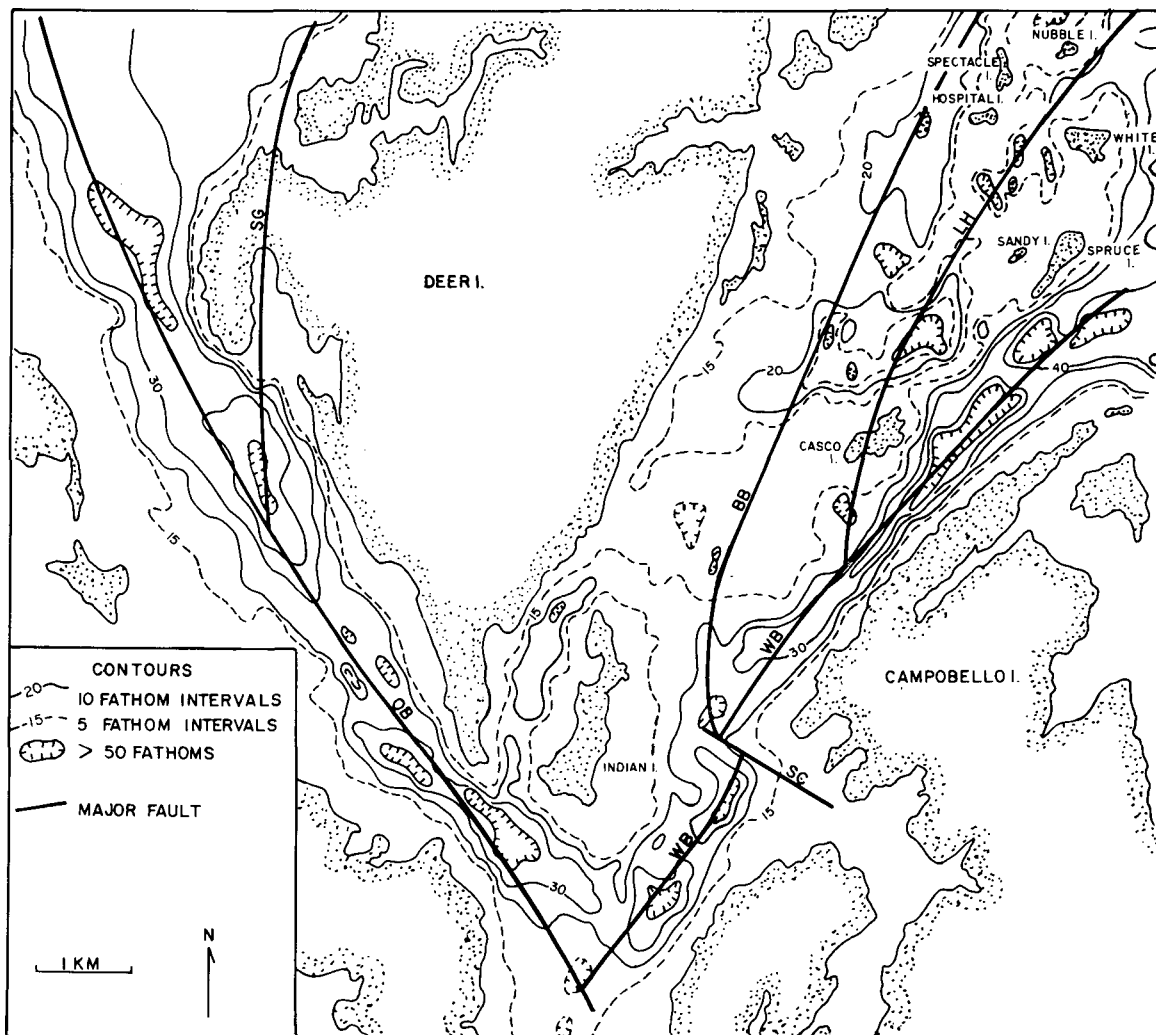 NUBBLE I.
SPECTACLE
I.
HOSPITAL I.
WHITE
I.
20
SG
LH
DEER I.
SANDY I.
SPRUCE
I.
30
15
20
40
CASCO
I.
BB
15
15
WB
30
CAMPOBELLO I.
OB
INDIAN I.
SC
15
WB
30
CONTOURS
20 10 FATHOM INTERVALS
15 5 FATHOM INTERVALS
> 50 FATHOMS
MAJOR FAULT
1 KM
N